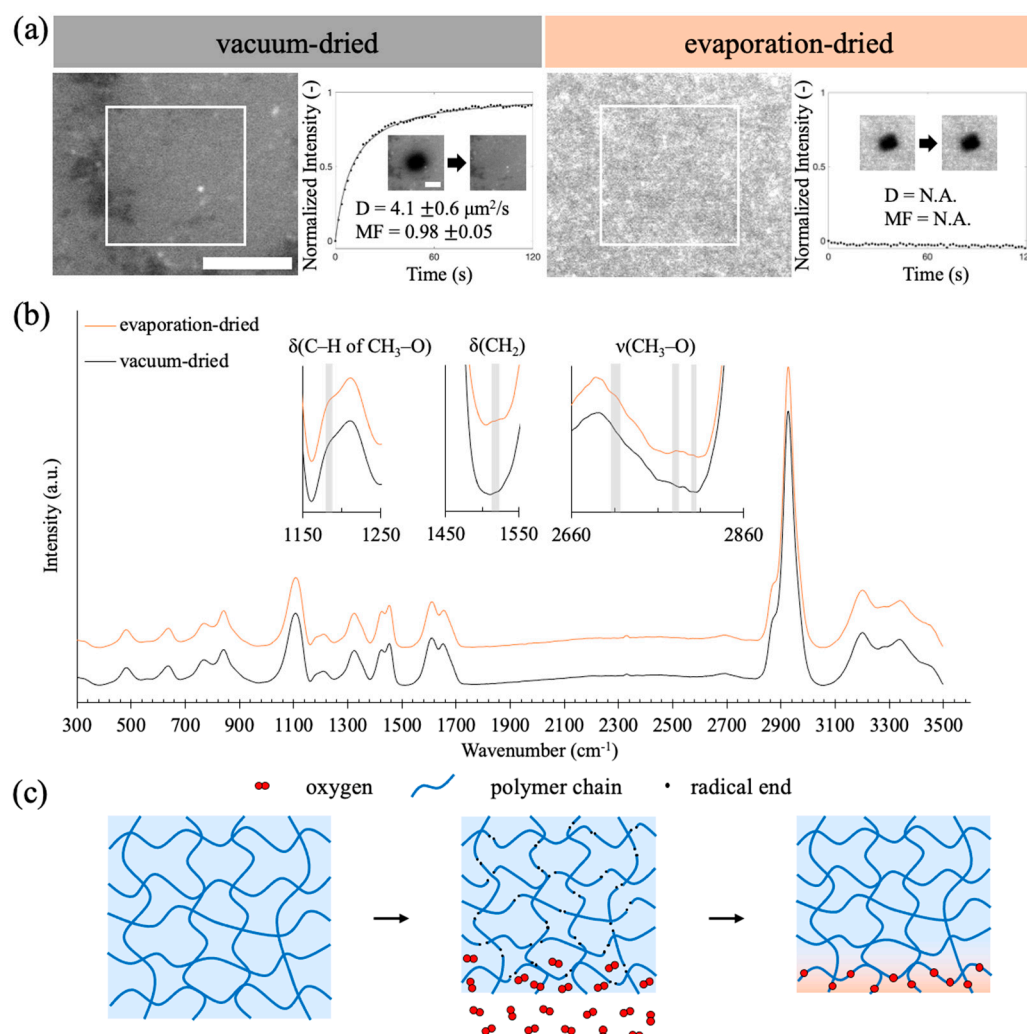 (a)
vacuum-dried
evaporation-dried
Normalized Intensity (-)
1
0.5
0
D = 4.1 ±0.6 μm²/s
MF = 0.98 ±0.05
0 60 120
Time (s)
Normalized Intensity (-)
1
0.5
0
D = N.A.
MF = N.A.
0 60 120
Time (s)
(b)
evaporation-dried
vacuum-dried
δ(C–H of CH₃–O)
δ(CH₂)
ν(CH₃–O)
1150 1250
1450 1550
2660 2860
Intensity (a.u.)
300 500 700 900 1100 1300 1500 1700 1900 2100 2300 2500 2700 2900 3100 3300 3500
Wavenumber (cm⁻¹)
(c)
oxygen
polymer chain
radical end